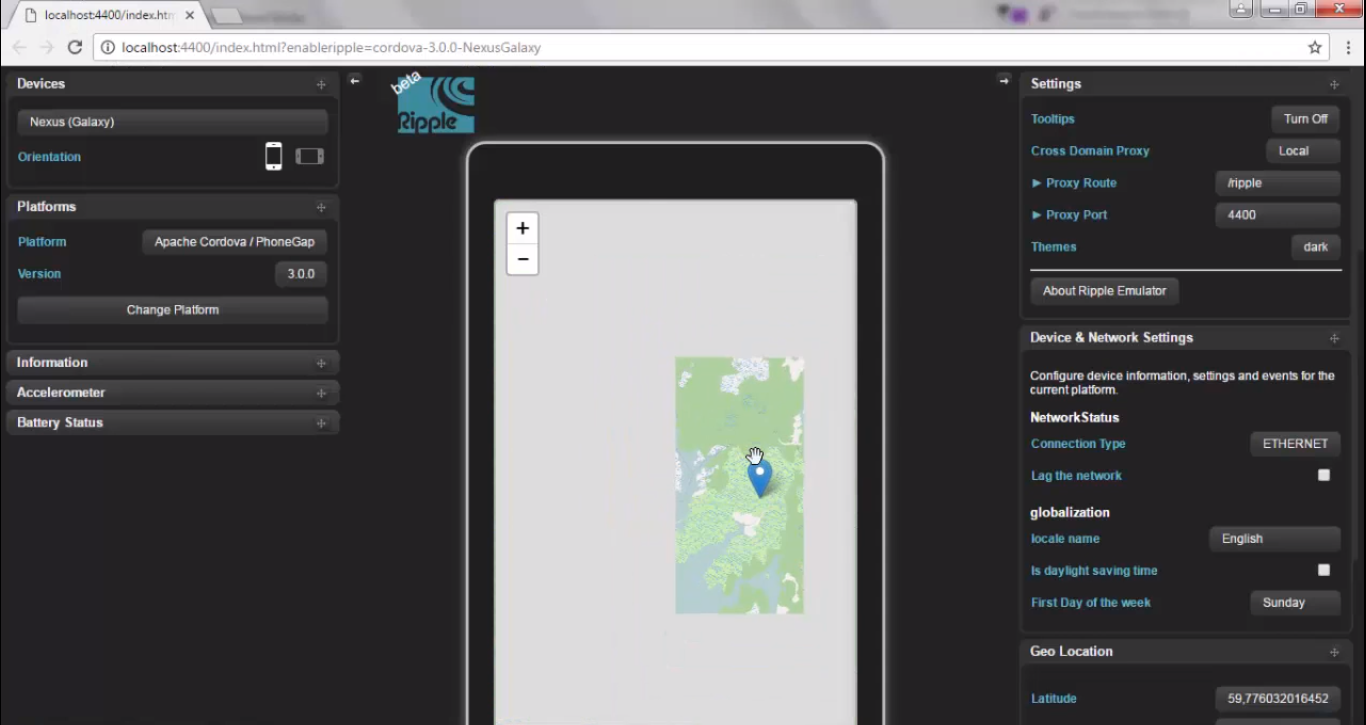 localhost:4400/index.htm
localhost:4400/index.html?enableripple=cordova-3.0.0-NexusGalaxy
Devices
Nexus (Galaxy)
Orientation
Platforms
Platform Apache Cordova / PhoneGap
Version 3.0.0
Change Platform
Information
Accelerometer
Battery Status
beta
Ripple
+
−
Settings
Tooltips Turn Off
Cross Domain Proxy Local
► Proxy Route /ripple
► Proxy Port 4400
Themes dark
About Ripple Emulator
Device & Network Settings
Configure device information, settings and events for the
current platform.
NetworkStatus
Connection Type ETHERNET
Lag the network
globalization
locale name English
Is daylight saving time
First Day of the week Sunday
Geo Location
Latitude 59,776032016452